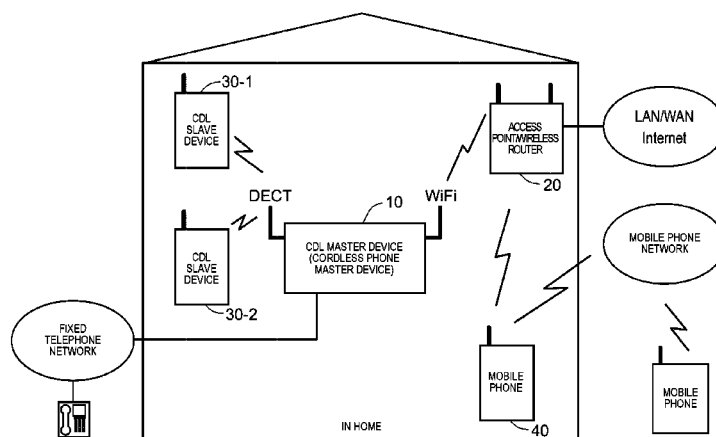 30-1
CDL
SLAVE
DEVICE
ACCESS
POINT/WIRELESS
ROUTER
LAN/WAN
Internet
20
DECT
10
WiFi
CDL
SLAVE
DEVICE
CDL MASTER DEVICE
(CORDLESS PHONE
MASTER DEVICE)
MOBILE PHONE
NETWORK
30-2
FIXED
TELEPHONE
NETWORK
MOBILE
PHONE
MOBILE
PHONE
IN HOME
40